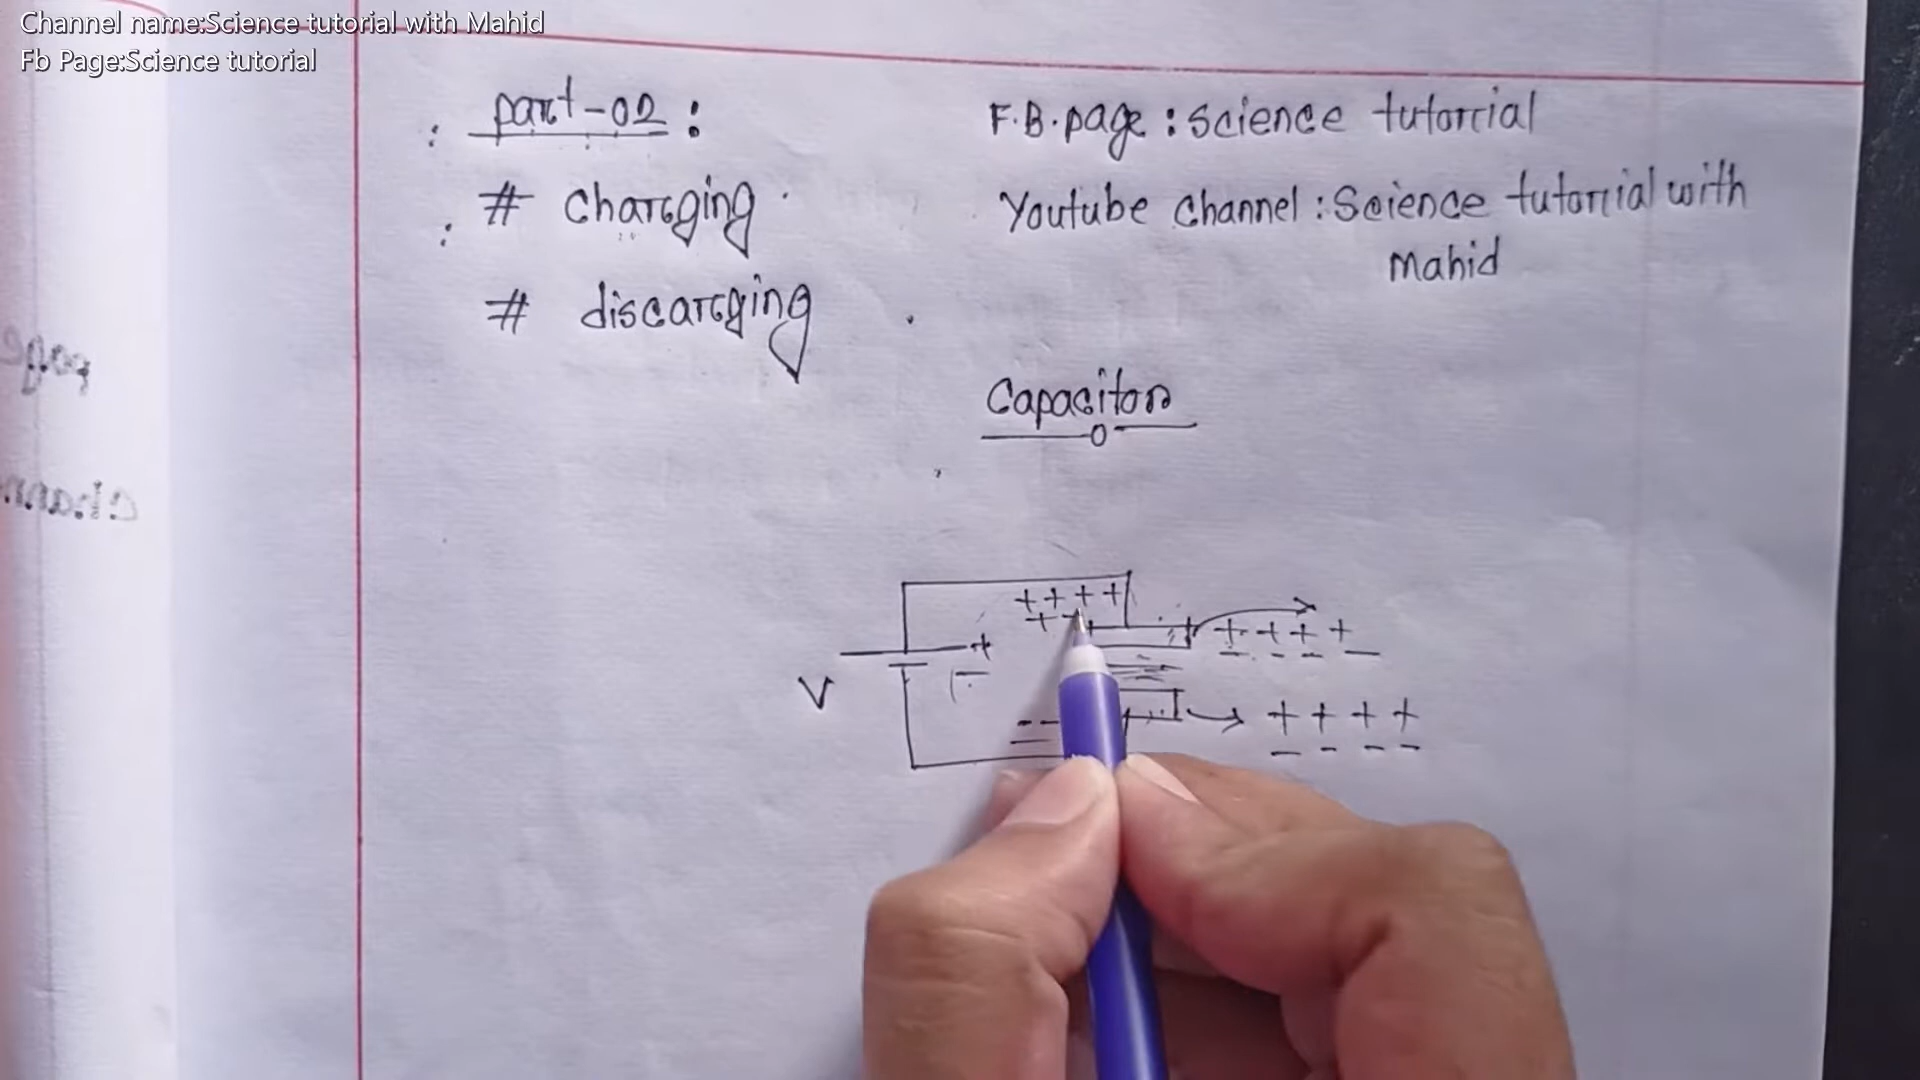 Channel name:Science tutorial with Mahid
Fb Page:Science tutorial
part-02:
# Charging
# discarging
F.B.page: Science tutorial
Youtube channel: Science tutorial with
Mahid
Capacitor
+ + + +
+ +
+
+ + + +
- - - -
V
-
- -
+ + + +
- - - -